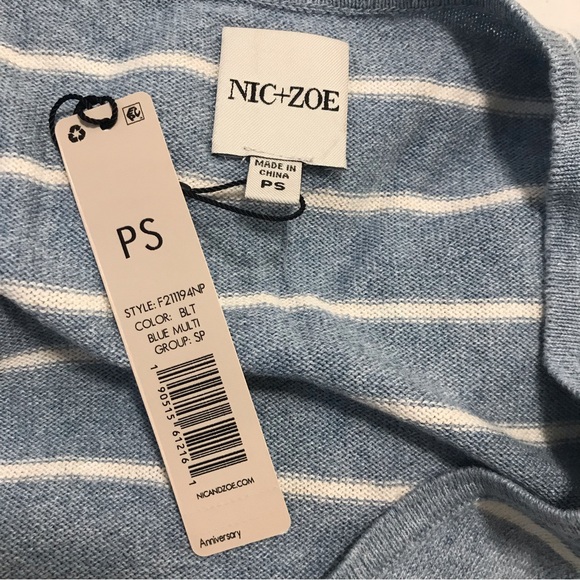 NIC+ZOE
MADE IN
CHINA
PS
PS
STYLE: F211194NP
COLOR: BLT
BLUE MULTI
GROUP: SP
1 90515 61216 1
NICANDZOE.COM
Anniversary